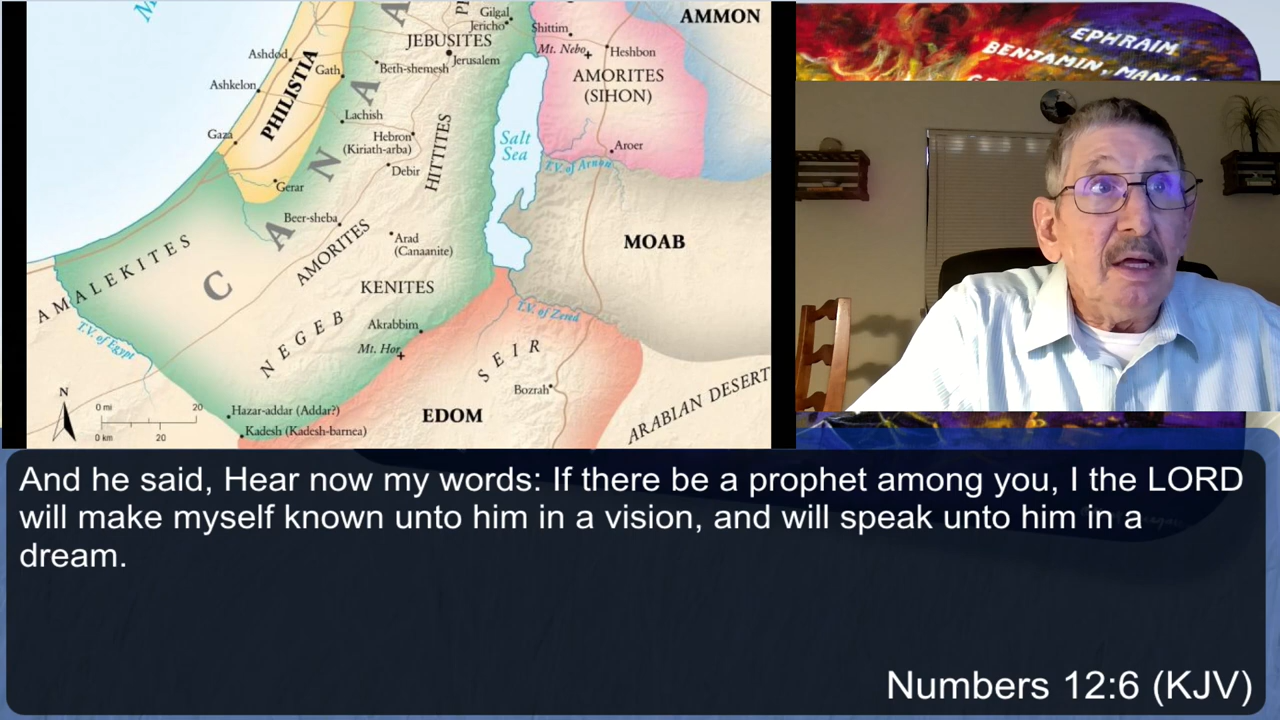 AMMON
Gilgal
Jericho
Shittim
Mt. Nebo
Heshbon
JEBUSITES
Jerusalem
Ashdod
Gath
Beth-shemesh
AMORITES
(SIHON)
Ashkelon
PHILISTIA
Lachish
Salt
Sea
Gaza
Hebron
(Kiriath-arba)
HITTITES
Aroer
T.V. of Arnon
Debir
Gerar
CANA
Beer-sheba
AMORITES
Arad
(Canaanite)
MOAB
AMALEKITES
KENITES
T.V. of Egypt
NEGEB
Akrabbim
Mt. Hor
T.V. of Zered
SEIR
Bozrah
ARABIAN DESERT
N
0 mi 20
0 km 20
Hazar-addar (Addar?)
Kadesh (Kadesh-barnea)
EDOM
EPHRAIM
BENJAMIN, MANAS
And he said, Hear now my words: If there be a prophet among you, I the LORD
will make myself known unto him in a vision, and will speak unto him in a
dream.
Numbers 12:6 (KJV)